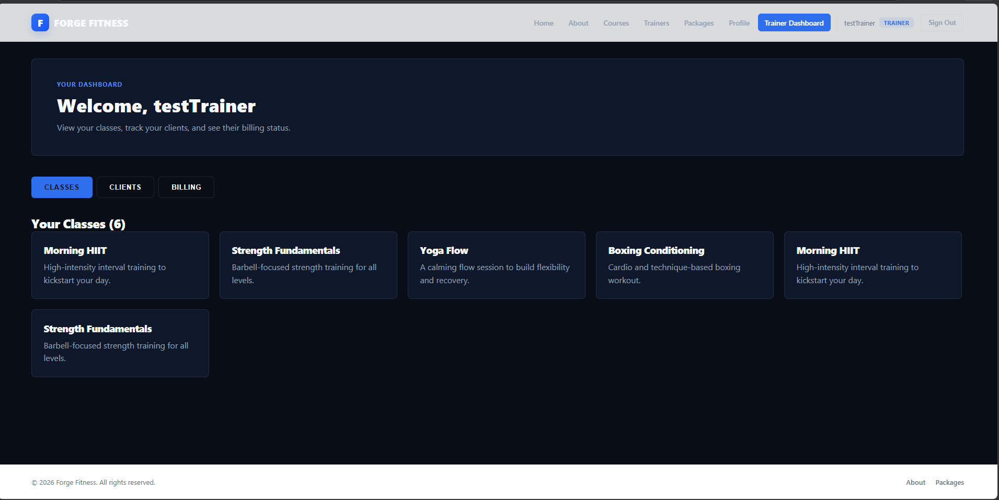 F FORGE FITNESS
Home About Courses Trainers Packages Profile Trainer Dashboard testTrainer TRAINER Sign Out
YOUR DASHBOARD
Welcome, testTrainer
View your classes, track your clients, and see their billing status.
CLASSES CLIENTS BILLING
Your Classes (6)
Morning HIIT
High-intensity interval training to
kickstart your day.
Strength Fundamentals
Barbell-focused strength training for all
levels.
Yoga Flow
A calming flow session to build flexibility
and recovery.
Boxing Conditioning
Cardio and technique-based boxing
workout.
Morning HIIT
High-intensity interval training to
kickstart your day.
Strength Fundamentals
Barbell-focused strength training for all
levels.
© 2026 Forge Fitness. All rights reserved.
About Packages